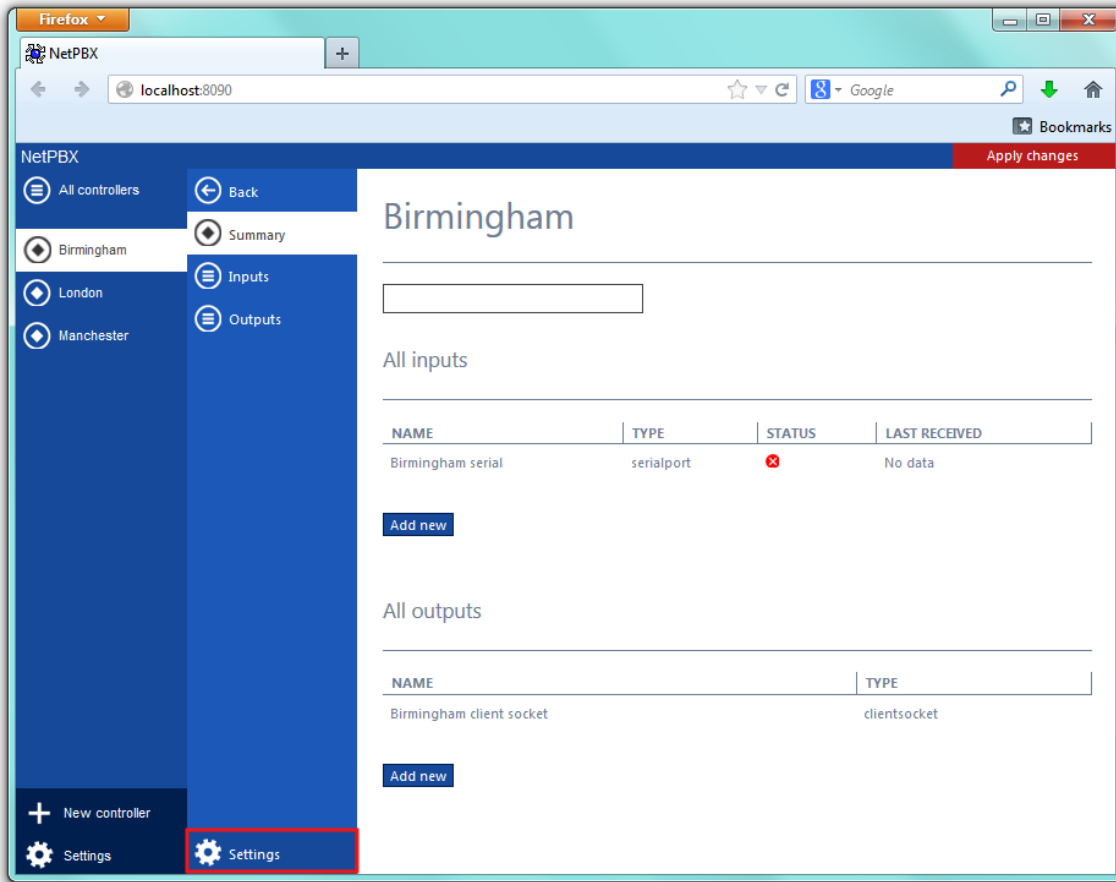 Firefox
NetPBX
localhost:8090
Google
Bookmarks
NetPBX
Apply changes
All controllers
Birmingham
London
Manchester
New controller
Settings
Back
Summary
Inputs
Outputs
Settings
Birmingham
All inputs
NAME TYPE STATUS LAST RECEIVED
Birmingham serial serialport No data
Add new
All outputs
NAME TYPE
Birmingham client socket clientsocket
Add new